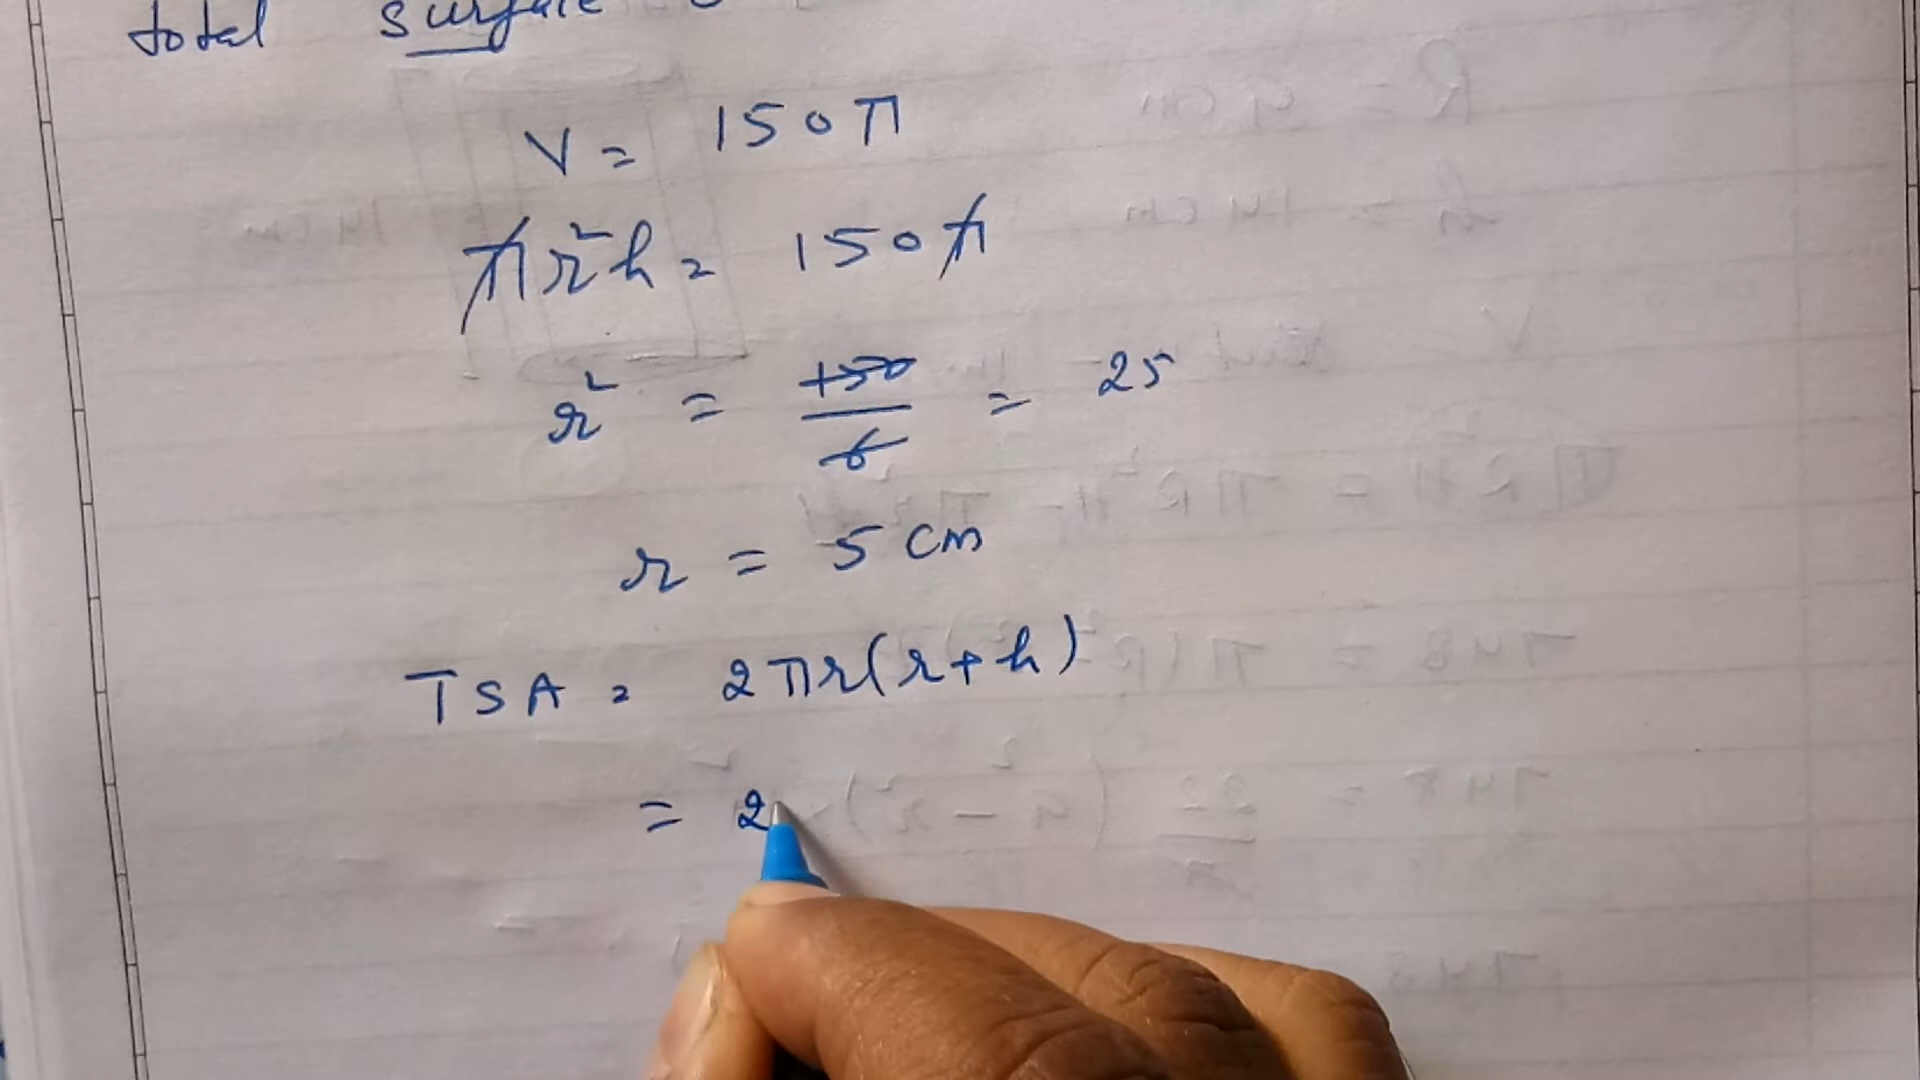 total surface
V = 150π
πr²h = 150π
r² = 150/6 = 25
r = 5 cm
TSA = 2πr(r+h)
= 2